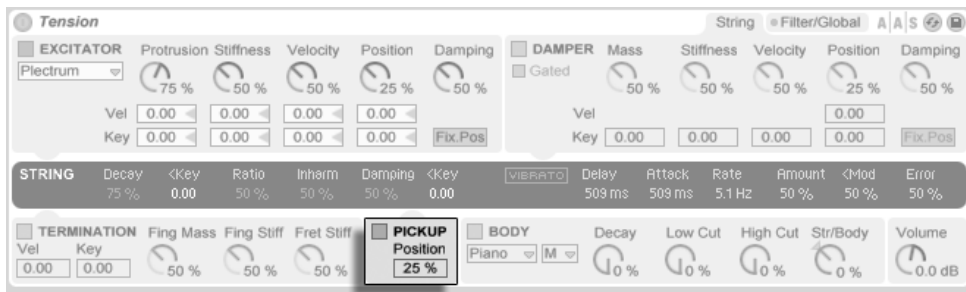 Tension String Filter/Global A A S
EXCITATOR Protrusion Stiffness Velocity Position Damping
Plectrum 75 % 50 % 50 % 25 % 50 %
Vel 0.00 0.00 0.00 0.00
Key 0.00 0.00 0.00 0.00 Fix.Pos
DAMPER Mass Stiffness Velocity Position Damping
Gated 50 % 50 % 50 % 25 % 50 %
Vel 0.00
Key 0.00 0.00 0.00 0.00 Fix.Pos
STRING Decay <Key Ratio Inharm Damping <Key VIBRATO Delay Attack Rate Amount <Mod Error
75 % 0.00 50 % 50 % 50 % 0.00 509 ms 509 ms 5.1 Hz 50 % 50 % 50 %
TERMINATION Fing Mass Fing Stiff Fret Stiff
Vel Key
0.00 0.00 50 % 50 % 50 %
PICKUP
Position
25 %
BODY Decay Low Cut High Cut Str/Body Volume
Piano M 0 % 0 % 0 % 0 % 0.0 dB